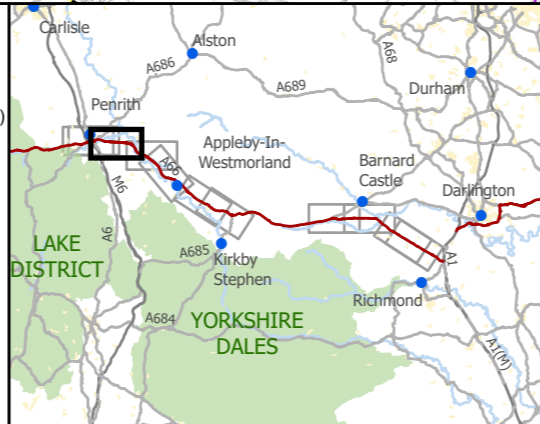 Carlisle
Alston
A68
A686
A689
Durham
)
Penrith
Appleby-In-
Westmorland
Barnard
Castle
Darlington
A66
M6
A6
LAKE
DISTRICT
A685
Kirkby
Stephen
A1
Richmond
A684
YORKSHIRE
DALES
A1(M)